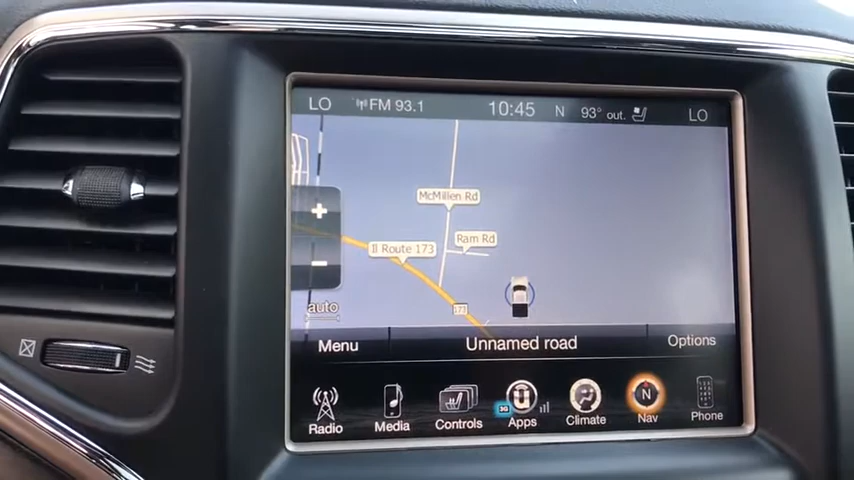 LO FM 93.1 10:45 N 93° out. LO
McMillen Rd
+
Ram Rd
Il Route 173
173
auto
Menu Unnamed road Options
3G N
Radio Media Controls Apps Climate Nav Phone